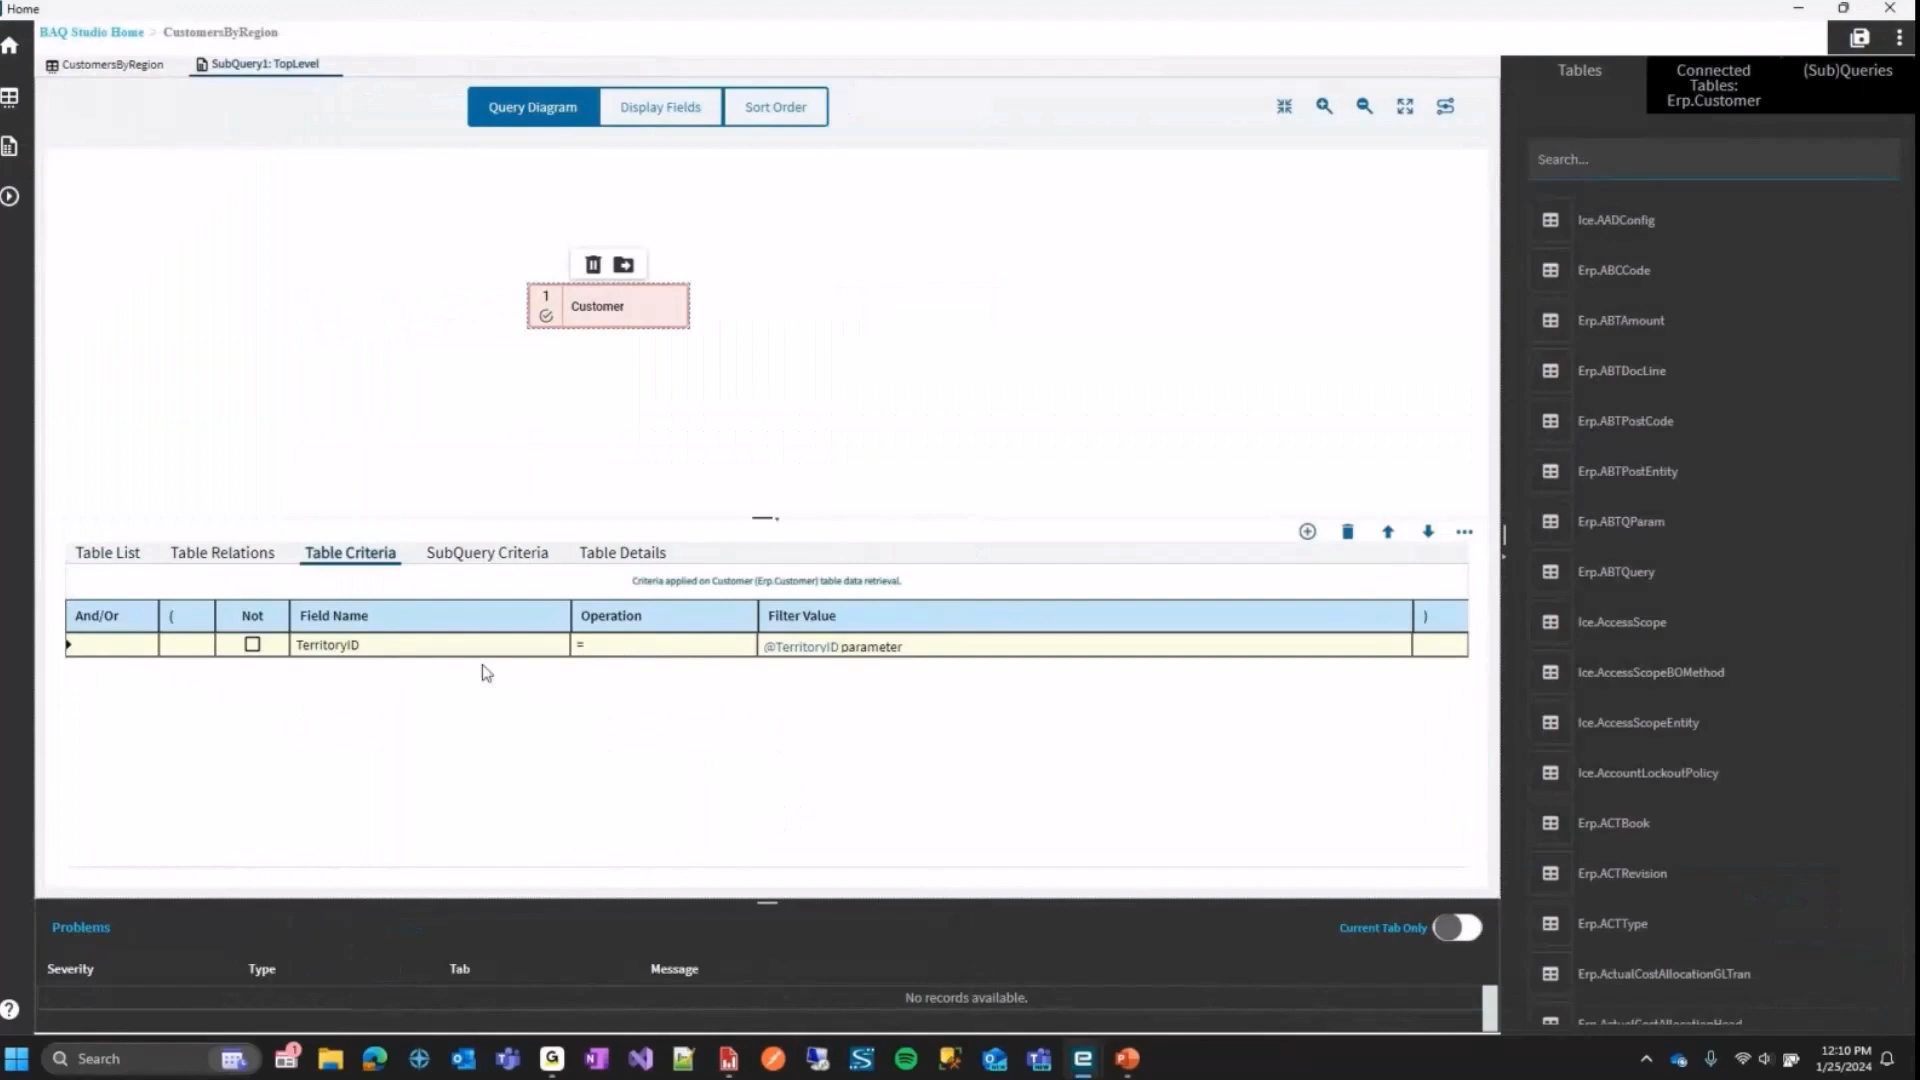 Home
BAQ Studio Home > CustomersByRegion
CustomersByRegion
SubQuery1: TopLevel
Query Diagram
Display Fields
Sort Order
1
Customer
Table List
Table Relations
Table Criteria
SubQuery Criteria
Table Details
Criteria applied on Customer (Erp.Customer) table data retrieval.
And/Or ( Not Field Name Operation Filter Value )
TerritoryID = @TerritoryID parameter
Problems
Current Tab Only
Severity Type Tab Message
No records available.
Tables
Connected
Tables:
Erp.Customer
(Sub)Queries
Search...
Ice.AADConfig
Erp.ABCCode
Erp.ABTAmount
Erp.ABTDocLine
Erp.ABTPostCode
Erp.ABTPostEntity
Erp.ABTQParam
Erp.ABTQuery
Ice.AccessScope
Ice.AccessScopeBOMethod
Ice.AccessScopeEntity
Ice.AccountLockoutPolicy
Erp.ACTBook
Erp.ACTRevision
Erp.ACTType
Erp.ActualCostAllocationGLTran
Erp.ActualCostAllocationHead
Search
12:10 PM
1/25/2024